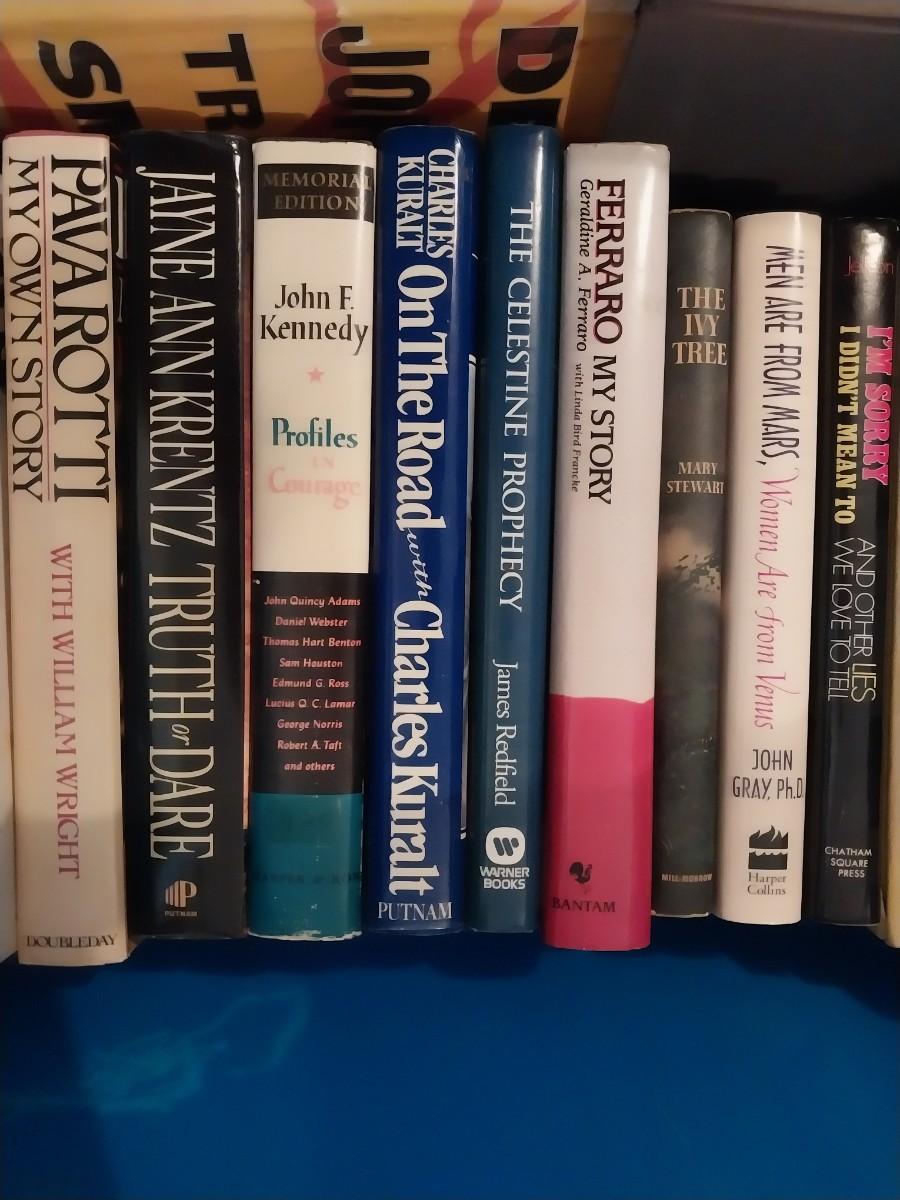 PAVAROTTI
MY OWN STORY
WITH WILLIAM WRIGHT
DOUBLEDAY
JAYNE ANN KRENTZ TRUTH or DARE
PUTNAM
MEMORIAL
EDITION
John F.
Kennedy
Profiles
IN
Courage
John Quincy Adams
Daniel Webster
Thomas Hart Benton
Sam Houston
Edmund G. Ross
Lucius Q. C. Lamar
George Norris
Robert A. Taft
and others
HARPER & ROW
CHARLES
KURALT
On The Road with Charles Kuralt
PUTNAM
THE CELESTINE PROPHECY
James Redfield
WARNER
BOOKS
FERRARO MY STORY
Geraldine A. Ferraro with Linda Bird Francke
BANTAM
THE
IVY
TREE
MARY
STEWART
MILL-MORROW
MEN ARE FROM MARS, Women Are from Venus
JOHN
GRAY, Ph.D.
Harper
Collins
I'M SORRY
I DIDN'T MEAN TO
AND OTHER LIES
WE LOVE TO TELL
CHATHAM
SQUARE
PRESS